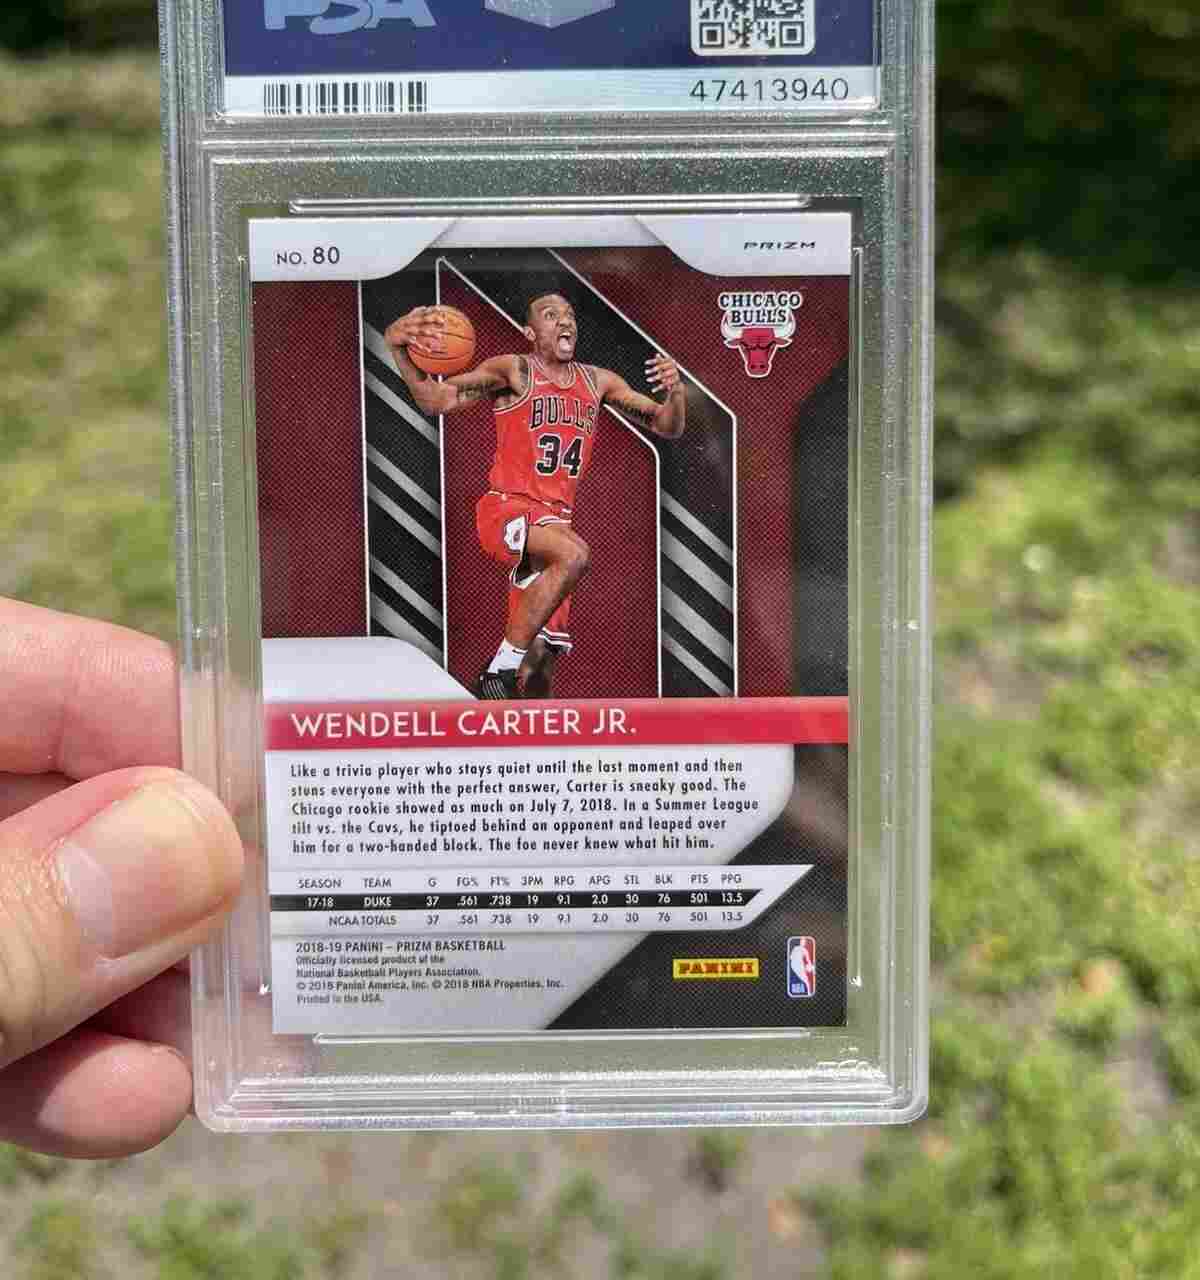 PSA
47413940
NO. 80
PRIZM
CHICAGO
BULLS
BULLS
34
WENDELL CARTER JR.
Like a trivia player who stays quiet until the last moment and then
stuns everyone with the perfect answer, Carter is sneaky good. The
Chicago rookie showed as much on July 7, 2018. In a Summer League
tilt vs. the Cavs, he tiptoed behind an opponent and leaped over
him for a two-handed block. The foe never knew what hit him.
SEASON TEAM G FG% FT% 3PM RPG APG STL BLK PTS PPG
17-18 DUKE 37 .561 .738 19 9.1 2.0 30 76 501 13.5
NCAA TOTALS 37 .561 .738 19 9.1 2.0 30 76 501 13.5
2018-19 PANINI – PRIZM BASKETBALL
Officially licensed product of the
National Basketball Players Association.
© 2018 Panini America, Inc. © 2018 NBA Properties, Inc.
Printed in the USA.
PANINI
NBA